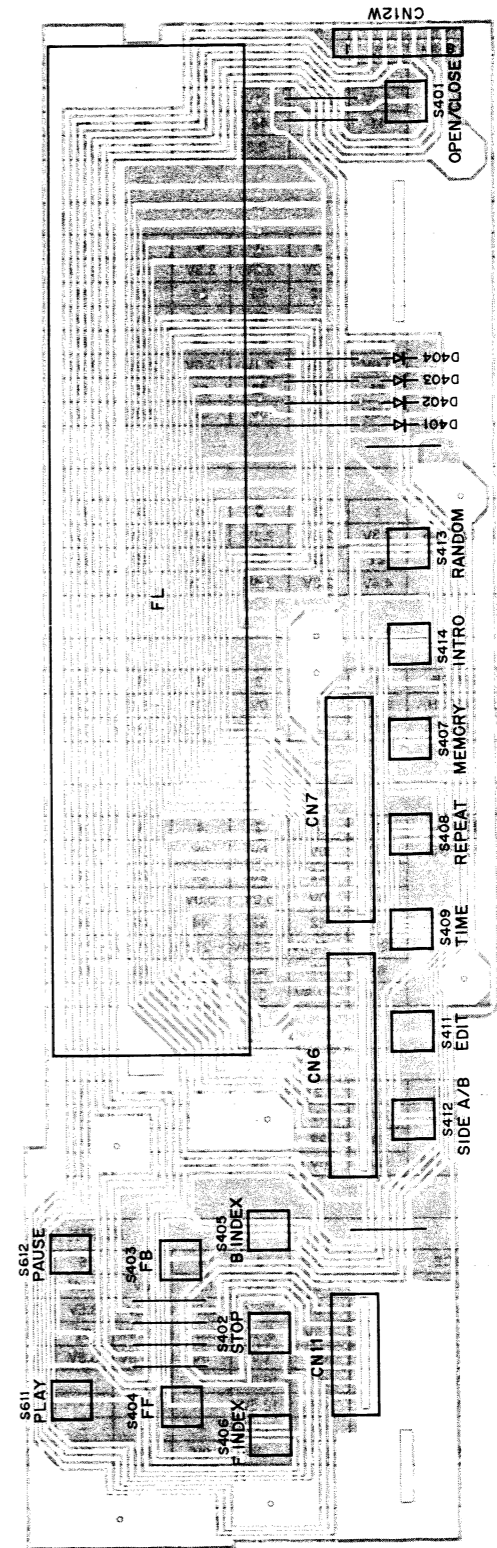 S611
PLAY
S612
PAUSE
S404
FF
S403
FB
S406
F.INDEX
S402
STOP
S405
B.INDEX
CN11
CN6
CN7
FL
S412
SIDE A/B
S411
EDIT
S409
TIME
S408
REPEAT
S407
MEMORY
S414
INTRO
S413
RANDOM
D401
D402
D403
D404
S401
OPEN/CLOSE
CN12W